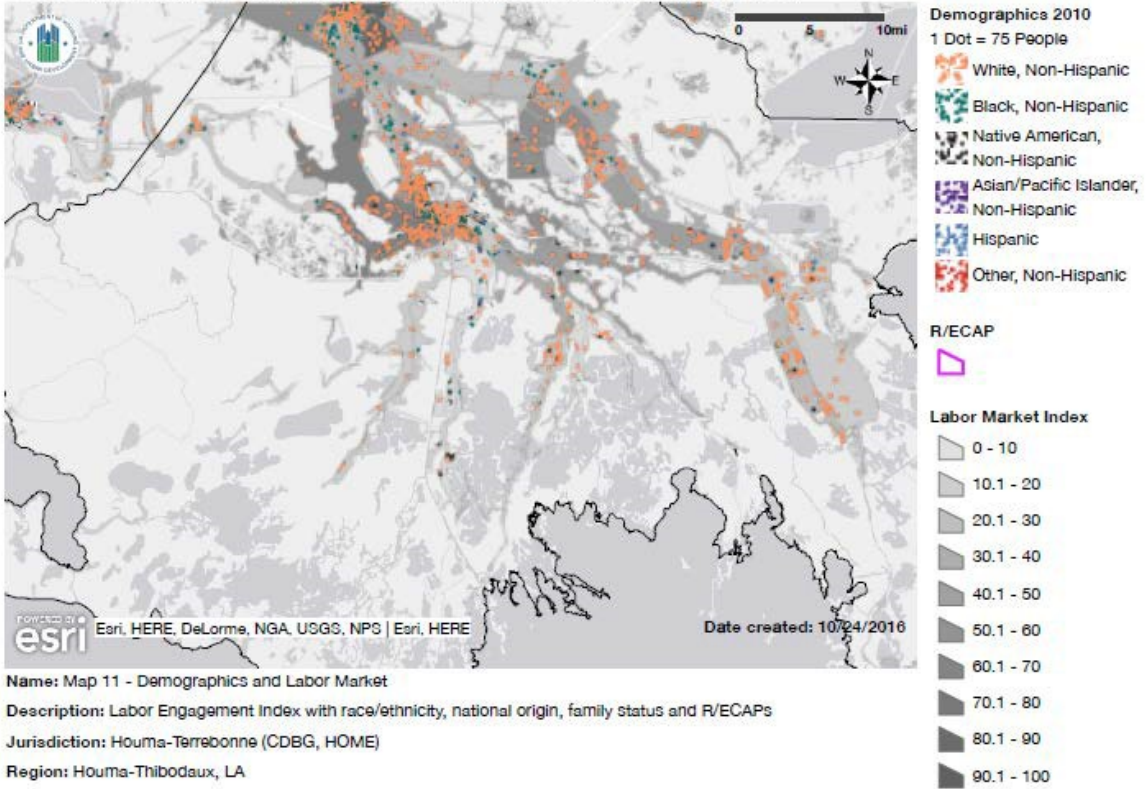 0 5 10mi
N
W E
S
POWERED BY
esri
Esri, HERE, DeLorme, NGA, USGS, NPS | Esri, HERE
Date created: 10/24/2016
Name: Map 11 - Demographics and Labor Market
Description: Labor Engagement Index with race/ethnicity, national origin, family status and R/ECAPs
Jurisdiction: Houma-Terrebonne (CDBG, HOME)
Region: Houma-Thibodaux, LA
Demographics 2010
1 Dot = 75 People
White, Non-Hispanic
Black, Non-Hispanic
Native American,
Non-Hispanic
Asian/Pacific Islander,
Non-Hispanic
Hispanic
Other, Non-Hispanic
R/ECAP
Labor Market Index
0 - 10
10.1 - 20
20.1 - 30
30.1 - 40
40.1 - 50
50.1 - 60
60.1 - 70
70.1 - 80
80.1 - 90
90.1 - 100